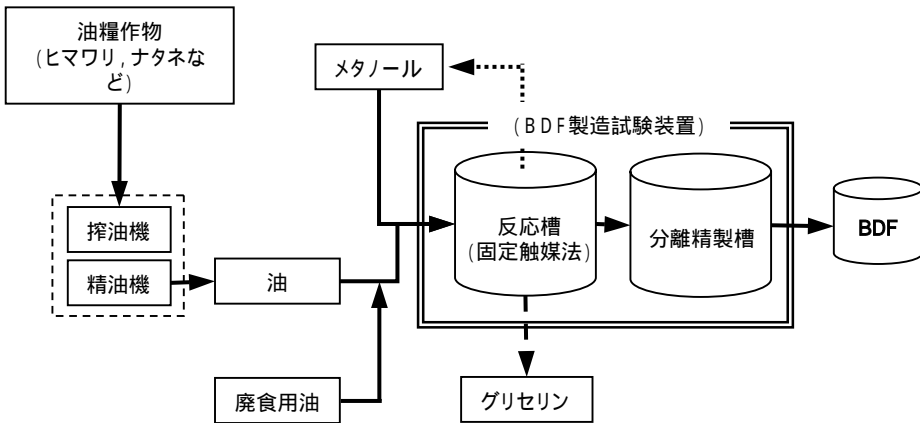 油糧作物
(ヒマワリ,ナタネな
ど)
メタノール
(BDF製造試験装置)
搾油機
精油機
油
反応槽
(固定触媒法)
分離精製槽
BDF
廃食用油
グリセリン